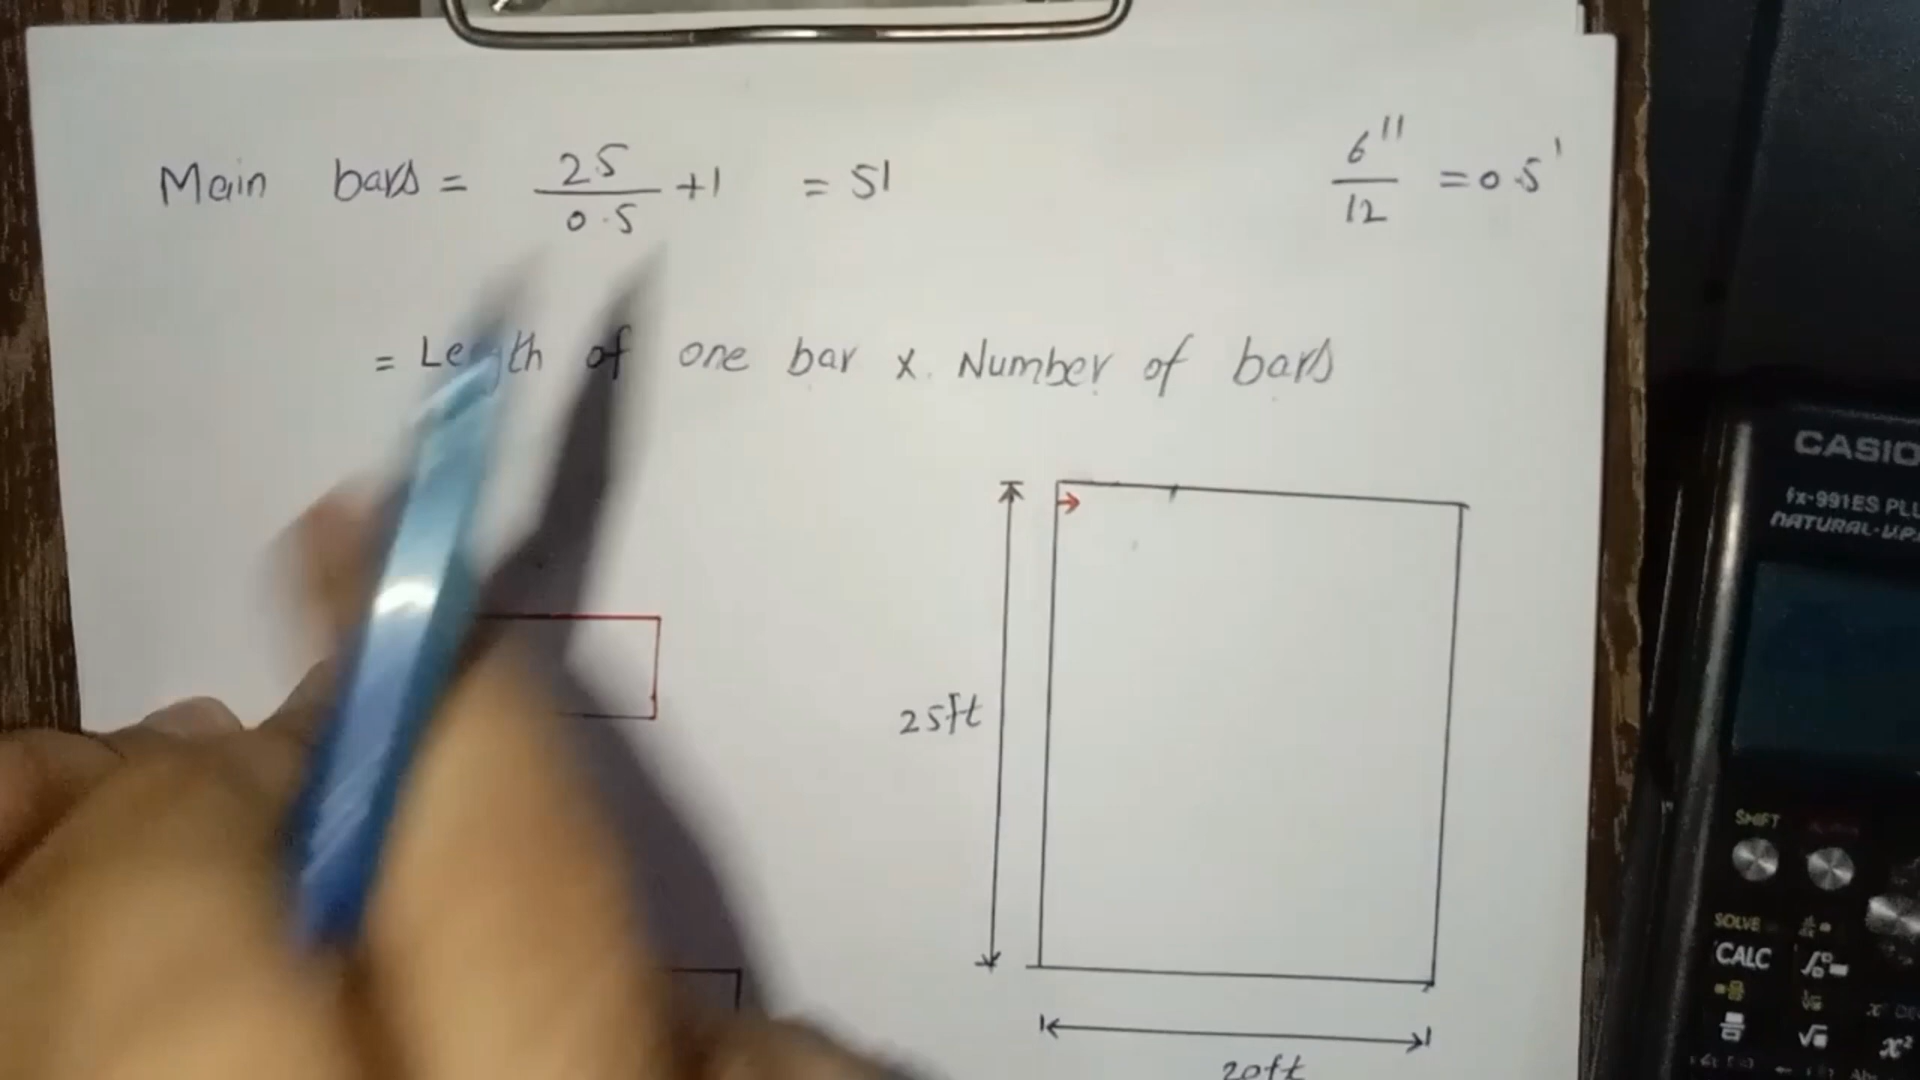 Main bars = 25/0.5 +1 = 51
6"/12 = 0.5'
= Length of one bar x Number of bars
25ft
20ft
CASIO
fx-991ES PLU
NATURAL-V.P.
SHIFT
SOLVE
CALC